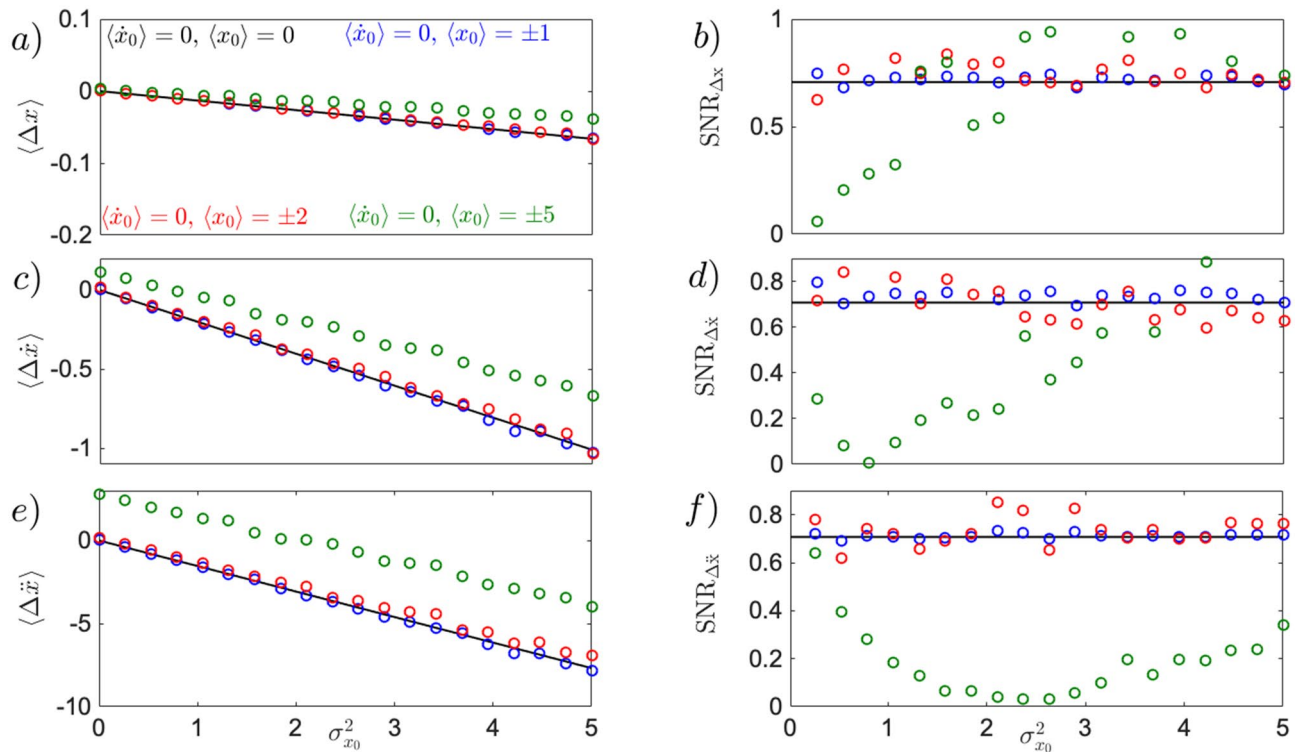 a)
⟨Δx⟩
0.1
0
-0.1
-0.2
⟨ẋ₀⟩ = 0, ⟨x₀⟩ = 0
⟨ẋ₀⟩ = 0, ⟨x₀⟩ = ±1
⟨ẋ₀⟩ = 0, ⟨x₀⟩ = ±2
⟨ẋ₀⟩ = 0, ⟨x₀⟩ = ±5
b)
SNR_Δx
1
0.5
0
c)
⟨Δẋ⟩
0
-0.5
-1
d)
SNR_Δẋ
0.8
0.6
0.4
0.2
0
e)
⟨Δẍ⟩
0
-5
-10
0 1 2 3 4 5
σ²ₓ₀
f)
SNR_Δẍ
0.8
0.6
0.4
0.2
0
0 1 2 3 4 5
σ²ₓ₀